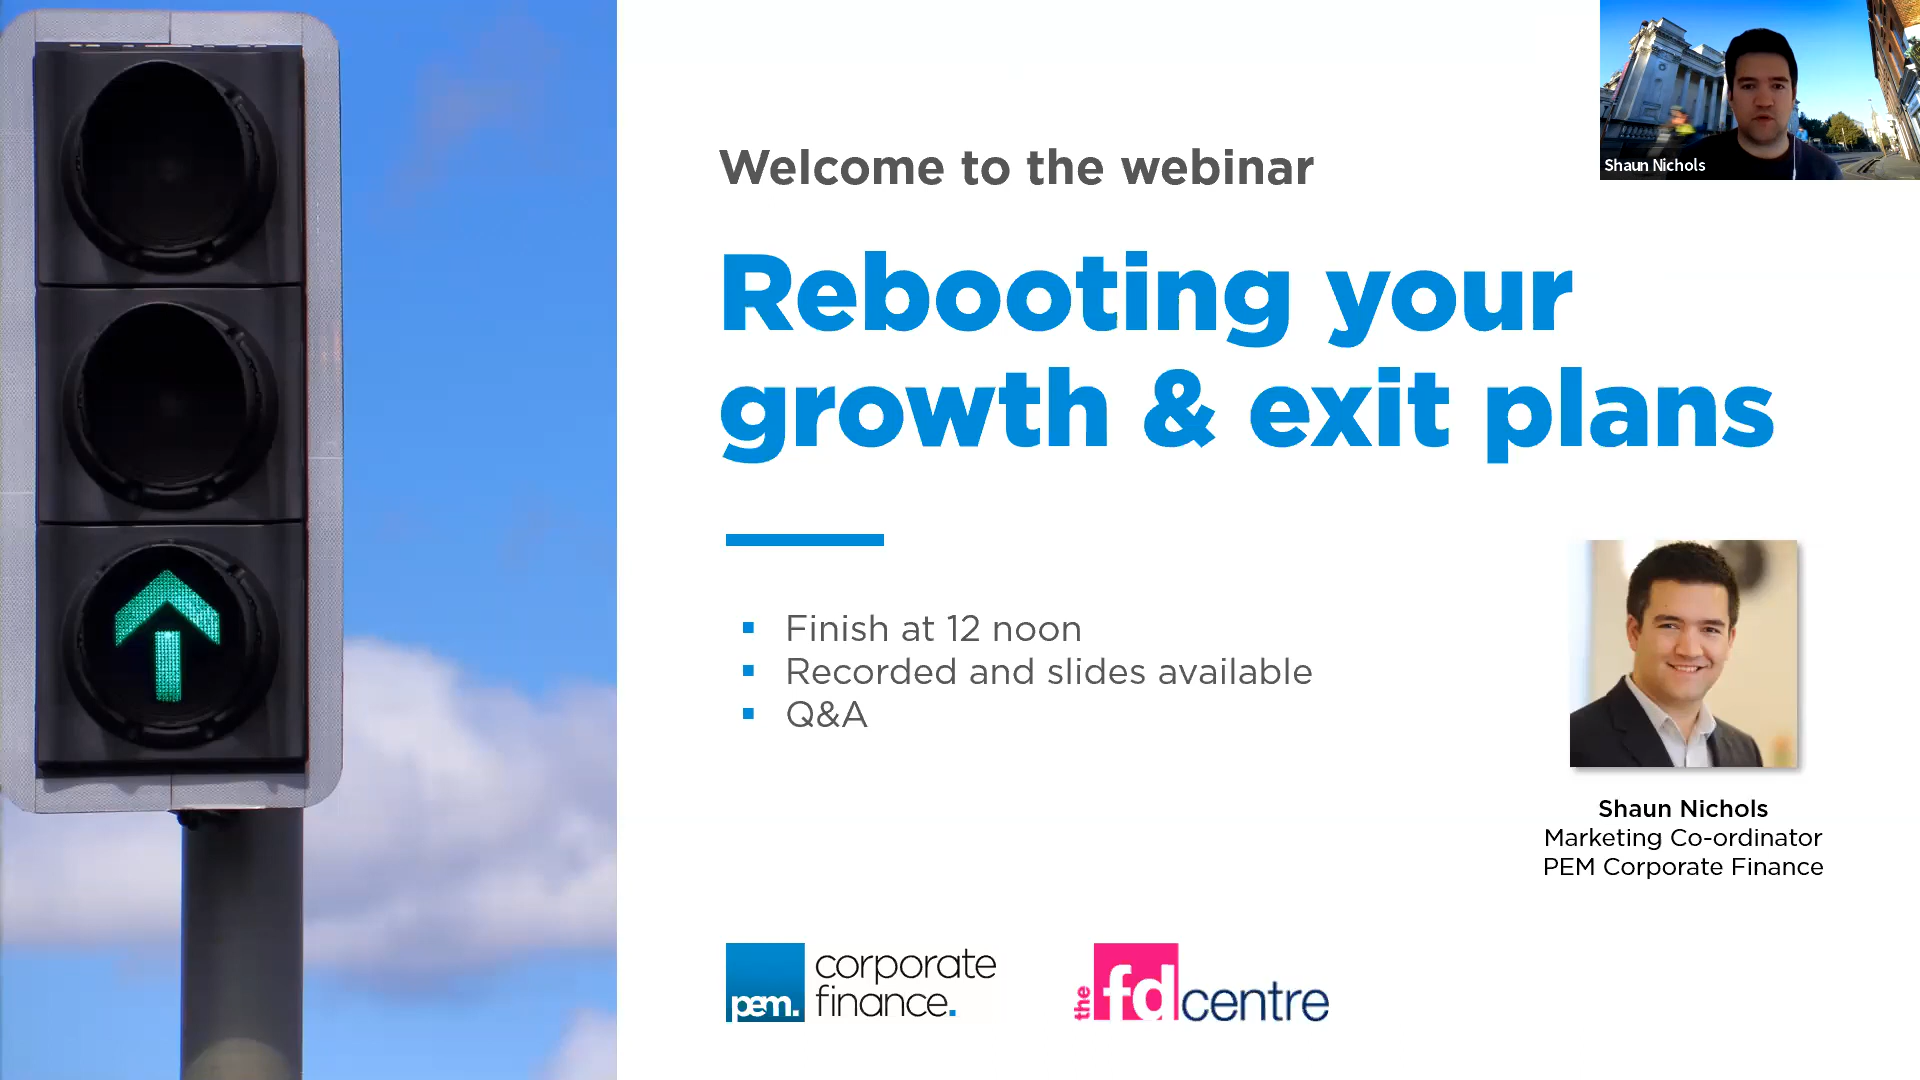 Welcome to the webinar
Rebooting your
growth & exit plans
Shaun Nichols
Finish at 12 noon
Recorded and slides available
Q&A
Shaun Nichols
Marketing Co-ordinator
PEM Corporate Finance
pem. corporate
finance.
the fd centre